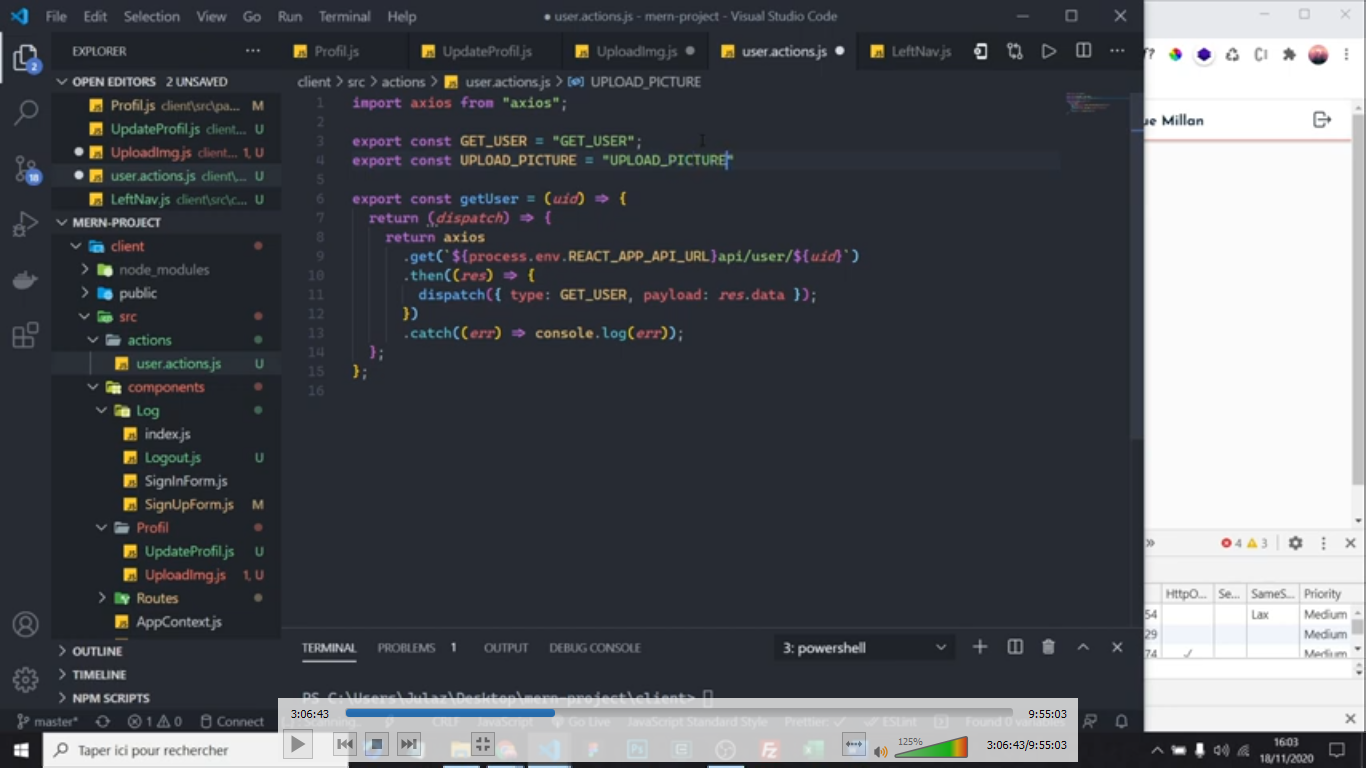 File Edit Selection View Go Run Terminal Help
● user.actions.js - mern-project - Visual Studio Code
EXPLORER
OPEN EDITORS 2 UNSAVED
Profil.js client\src\pa... M
UpdateProfil.js client... U
UploadImg.js client... 1, U
user.actions.js client\... U
LeftNav.js client\src\c... U
MERN-PROJECT
client
node_modules
public
src
actions
user.actions.js U
components
Log
index.js
Logout.js U
SignInForm.js
SignUpForm.js M
Profil
UpdateProfil.js U
UploadImg.js 1, U
Routes
AppContext.js
OUTLINE
TIMELINE
NPM SCRIPTS
2
18
Profil.js UpdateProfil.js UploadImg.js user.actions.js LeftNav.js
client > src > actions > user.actions.js > UPLOAD_PICTURE
1 import axios from "axios";
2
3 export const GET_USER = "GET_USER";
4 export const UPLOAD_PICTURE = "UPLOAD_PICTURE"
5
6 export const getUser = (uid) => {
7 return (dispatch) => {
8 return axios
9 .get(`${process.env.REACT_APP_API_URL}api/user/${uid}`)
10 .then((res) => {
11 dispatch({ type: GET_USER, payload: res.data });
12 })
13 .catch((err) => console.log(err));
14 };
15 };
16
TERMINAL PROBLEMS 1 OUTPUT DEBUG CONSOLE
3: powershell
PS C:\Users\Julaz\Desktop\mern-project\client>
master* 1 0 Connect
CRLF JavaScript Go Live JavaScript Standard Style Prettier ESLint Found 0 variables
3:06:43
9:55:03
125%
3:06:43/9:55:03
ue Millan
4 3
HttpO... Se... SameS... Priority
54 Lax Medium
29 Medium
74 Medium
Taper ici pour rechercher
16:03
18/11/2020